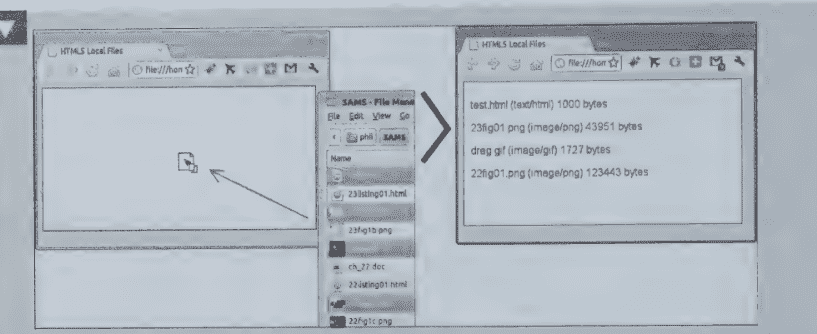 HTML5 Local Files
file:///hon
SAMS - File Mana
File Edit View Go
phil SAMS
Name
23listing01.html
23fig1b.png
ch_22.doc
22listing01.html
22fig1c.png
HTML5 Local Files
file:///hon
test.html (text/html) 1000 bytes
23fig01.png (image/png) 43951 bytes
drag.gif (image/gif) 1727 bytes
22fig01.png (image/png) 123443 bytes